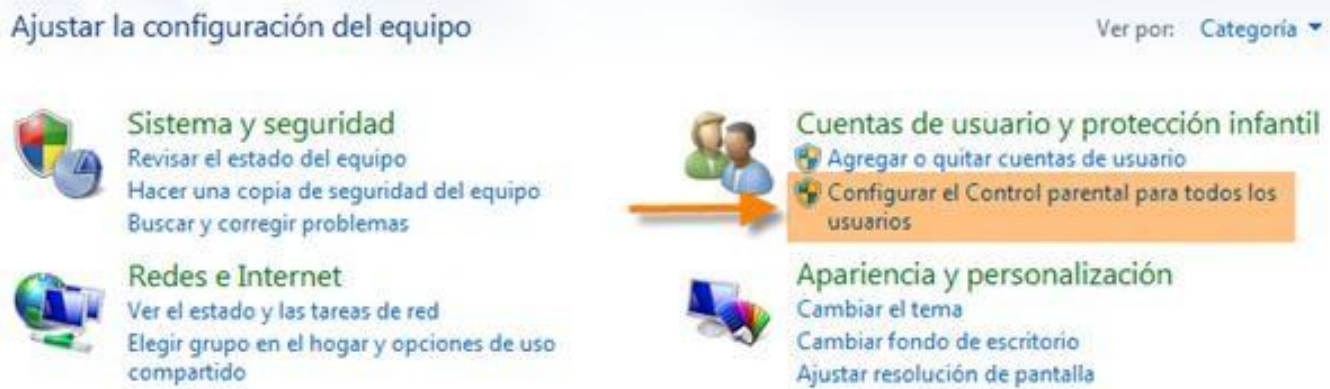 Ajustar la configuración del equipo
Ver por: Categoría
Sistema y seguridad
Revisar el estado del equipo
Hacer una copia de seguridad del equipo
Buscar y corregir problemas
Redes e Internet
Ver el estado y las tareas de red
Elegir grupo en el hogar y opciones de uso
compartido
Cuentas de usuario y protección infantil
Agregar o quitar cuentas de usuario
Configurar el Control parental para todos los
usuarios
Apariencia y personalización
Cambiar el tema
Cambiar fondo de escritorio
Ajustar resolución de pantalla